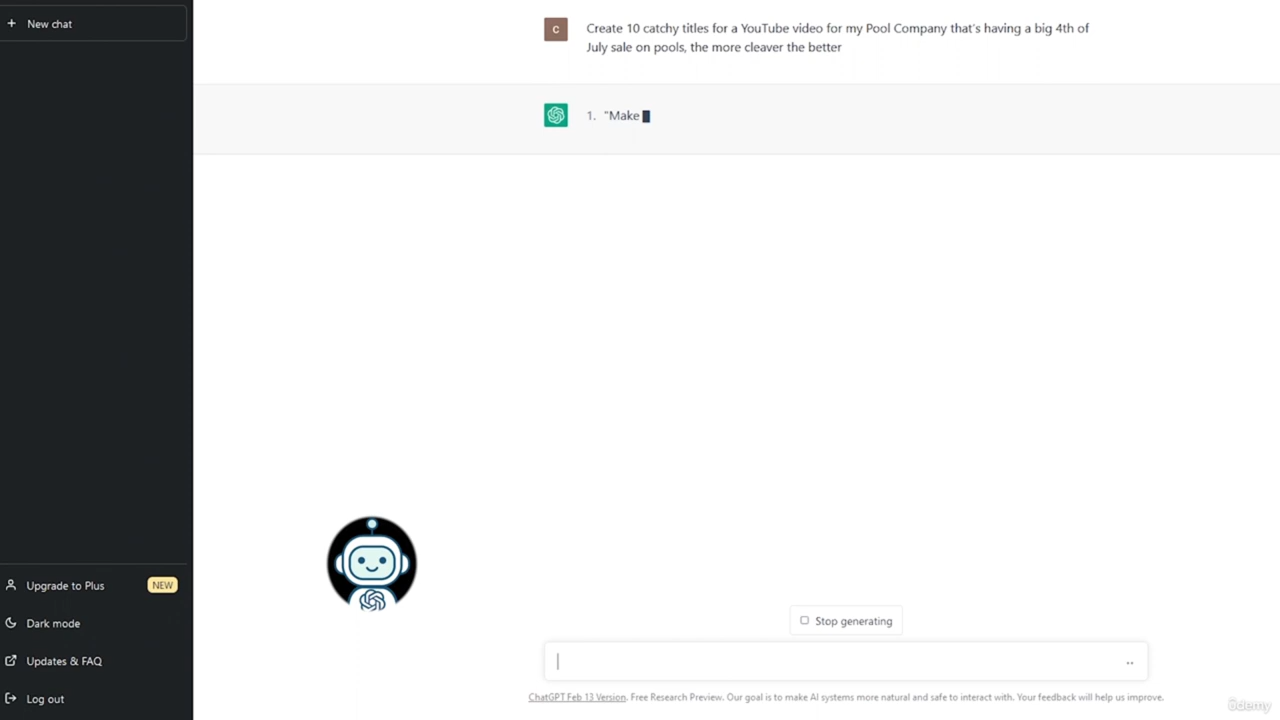 New chat
C
Create 10 catchy titles for a YouTube video for my Pool Company that's having a big 4th of
July sale on pools, the more cleaver the better
1. "Make
Stop generating
Upgrade to Plus NEW
Dark mode
Updates & FAQ
Log out
ChatGPT Feb 13 Version. Free Research Preview. Our goal is to make AI systems more natural and safe to interact with. Your feedback will help us improve.
ûdemy